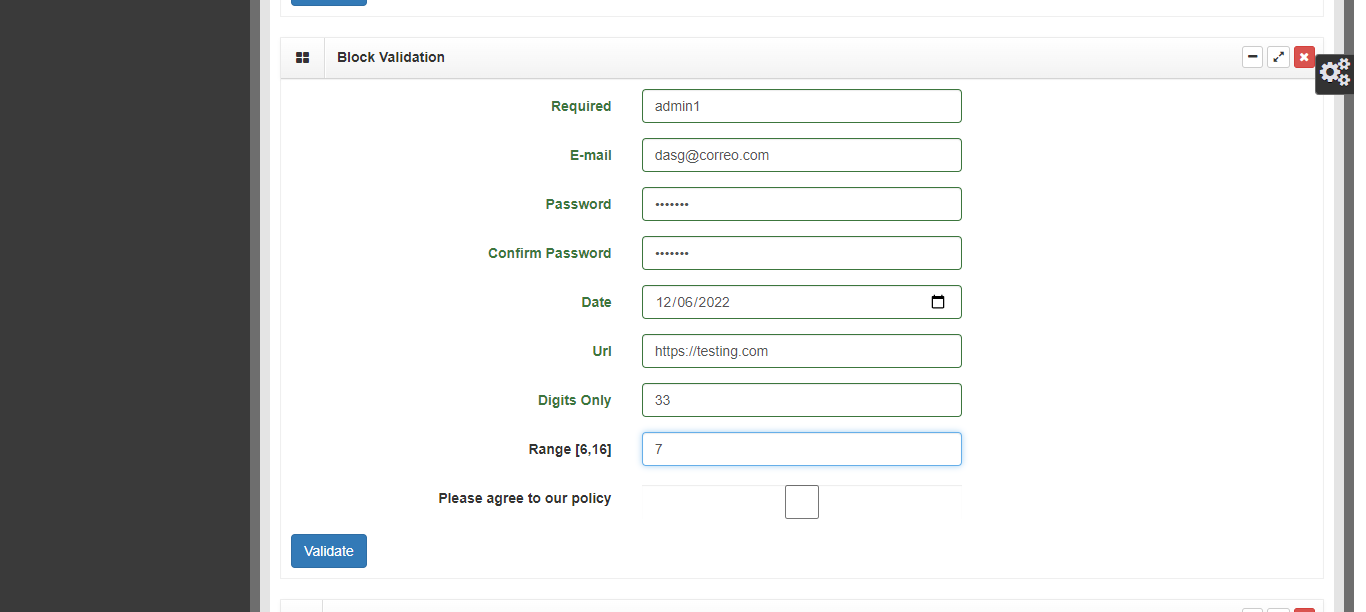 Block Validation
Required admin1
E-mail dasg@correo.com
Password •••••••
Confirm Password •••••••
Date 12/06/2022
Url https://testing.com
Digits Only 33
Range [6,16] 7
Please agree to our policy
Validate